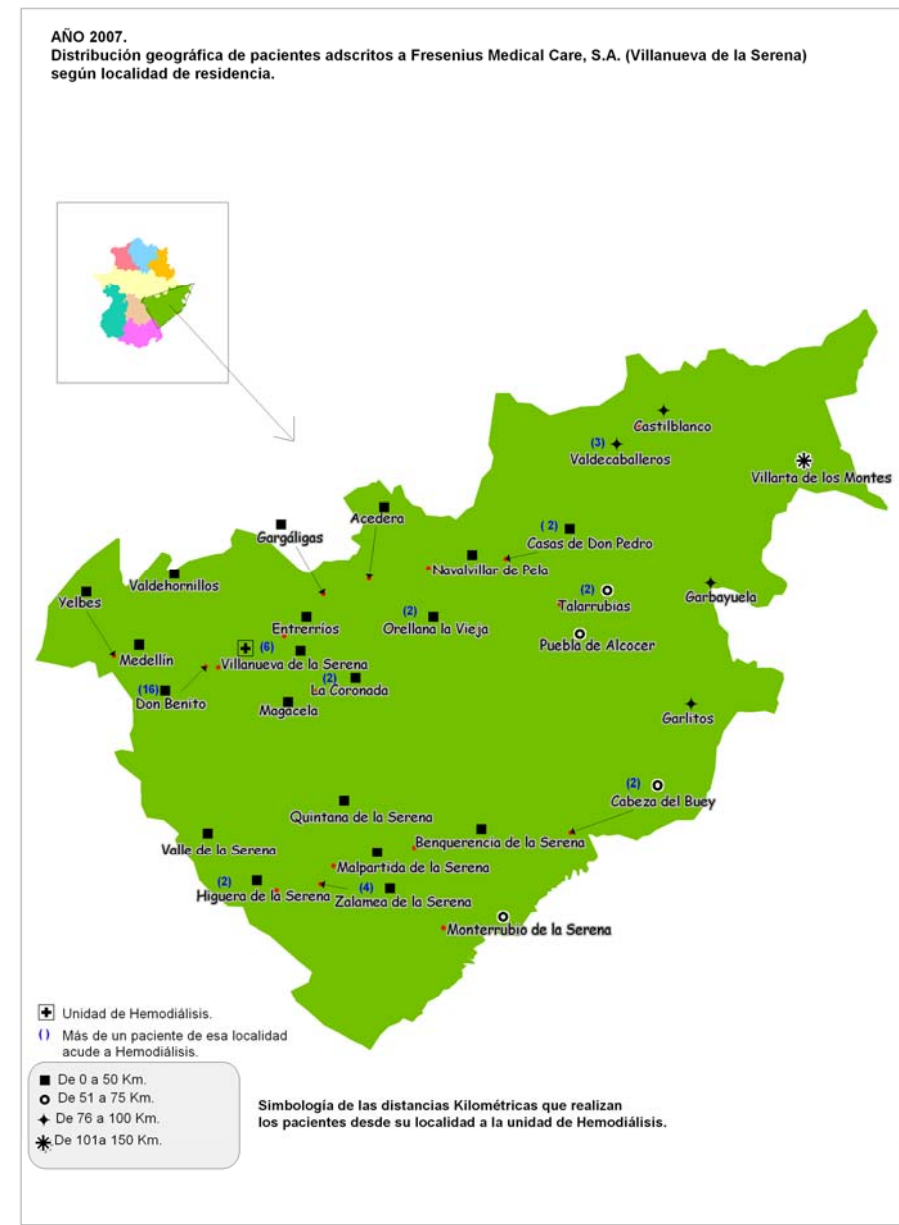 AÑO 2007.
Distribución geográfica de pacientes adscritos a Fresenius Medical Care, S.A. (Villanueva de la Serena)
según localidad de residencia.
Castilblanco
(3)
Valdecaballeros
Villarta de los Montes
Acedera
Gargáligas
( 2)
Casas de Don Pedro
Navalvillar de Pela
Valdehornillos
Yelbes
(2)
Talarrubias
Garbayuela
Entrerríos
(2)
Orellana la Vieja
Puebla de Alcocer
Medellín
(6)
Villanueva de la Serena
(2)
La Coronada
(16)
Don Benito
Magacela
Garlitos
(2)
Cabeza del Buey
Quintana de la Serena
Valle de la Serena
Benquerencia de la Serena
Malpartida de la Serena
(2)
Higuera de la Serena
(4)
Zalamea de la Serena
Monterrubio de la Serena
Unidad de Hemodiálisis.
() Más de un paciente de esa localidad
acude a Hemodiálisis.
De 0 a 50 Km.
De 51 a 75 Km.
De 76 a 100 Km.
De 101a 150 Km.
Simbología de las distancias Kilométricas que realizan
los pacientes desde su localidad a la unidad de Hemodiálisis.